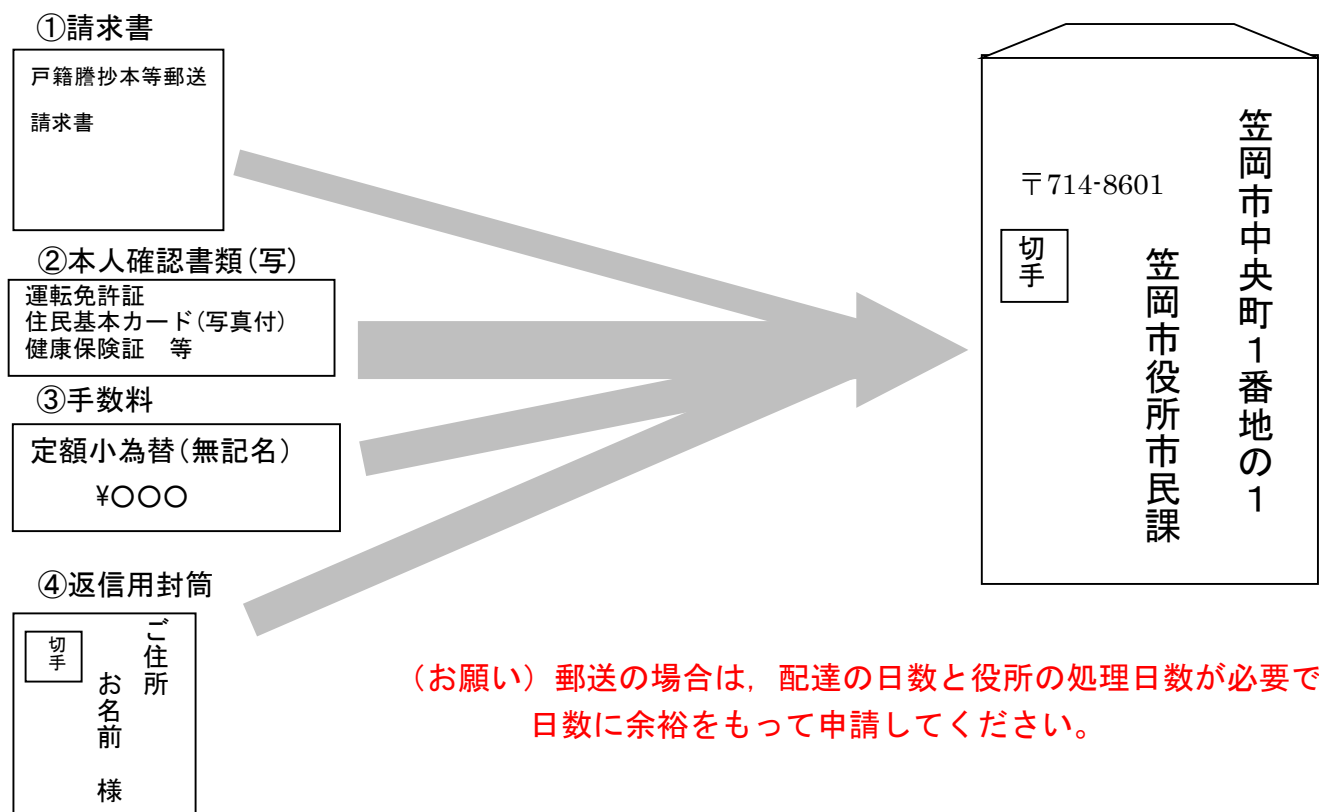 ①請求書
戸籍謄抄本等郵送
請求書
②本人確認書類(写)
運転免許証
住民基本カード(写真付)
健康保険証　等
③手数料
定額小為替(無記名)
¥〇〇〇
④返信用封筒
切手
ご住所
お名前　様
〒714-8601
切手
笠岡市中央町1番地の1
笠岡市役所市民課
（お願い）郵送の場合は，配達の日数と役所の処理日数が必要で
日数に余裕をもって申請してください。